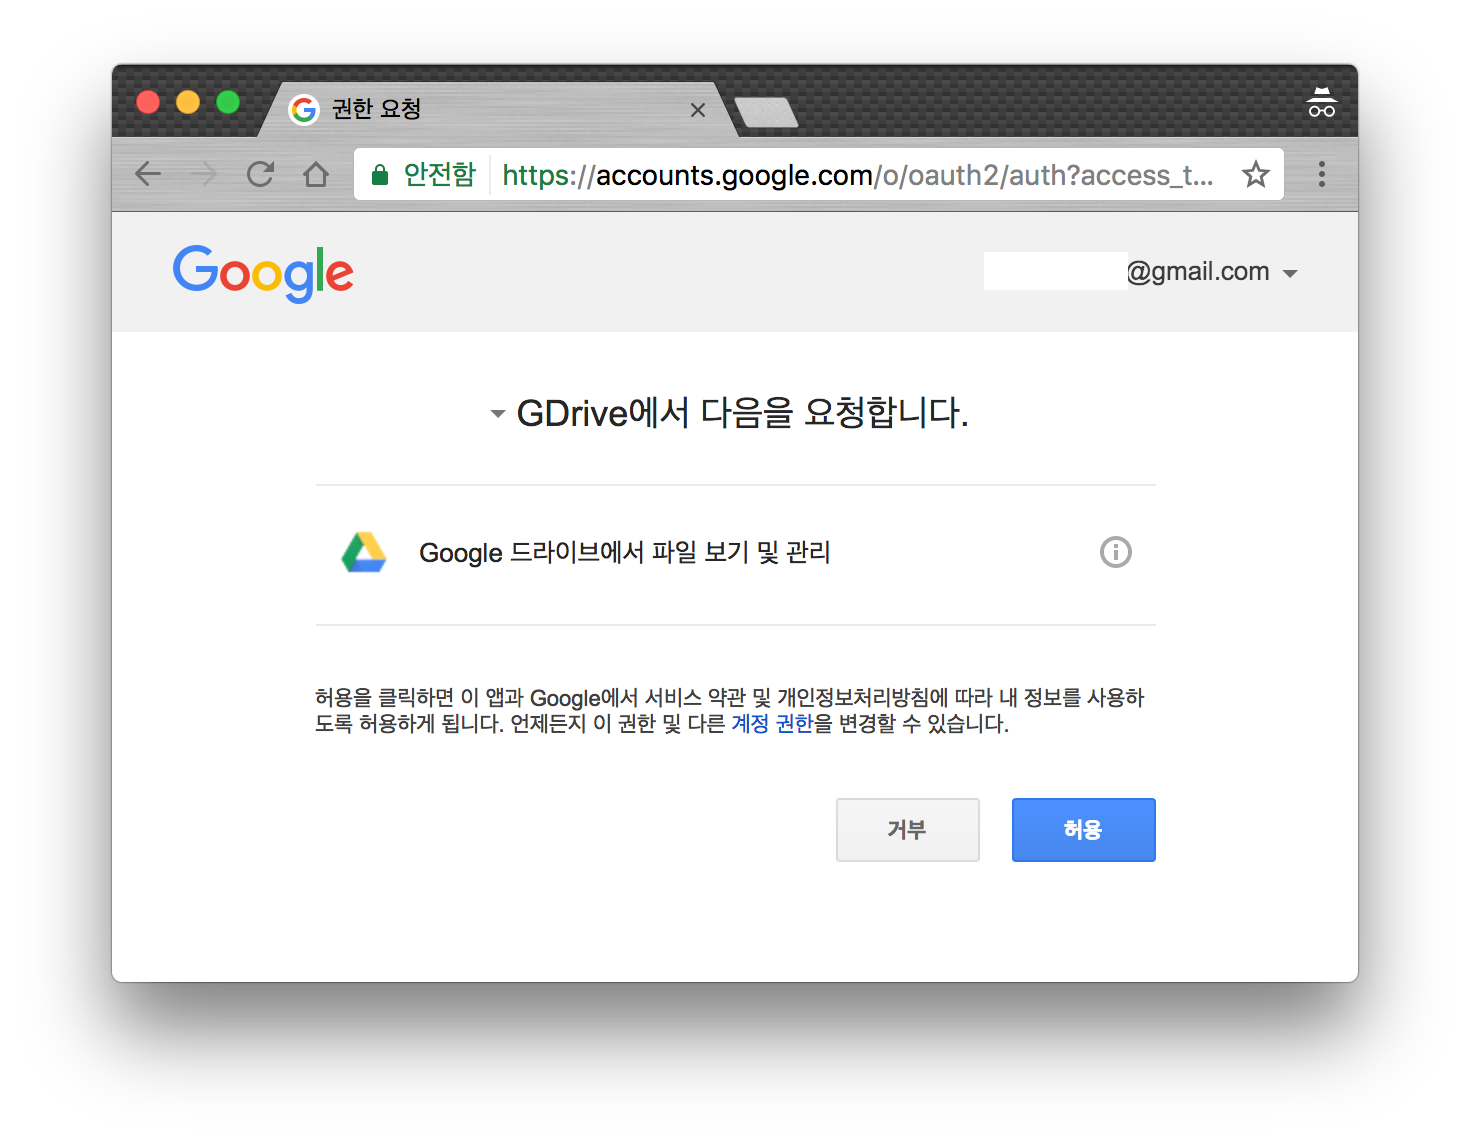 권한 요청
안전함 https://accounts.google.com/o/oauth2/auth?access_t...
Google
@gmail.com
GDrive에서 다음을 요청합니다.
Google 드라이브에서 파일 보기 및 관리
허용을 클릭하면 이 앱과 Google에서 서비스 약관 및 개인정보처리방침에 따라 내 정보를 사용하
도록 허용하게 됩니다. 언제든지 이 권한 및 다른 계정 권한을 변경할 수 있습니다.
거부
허용